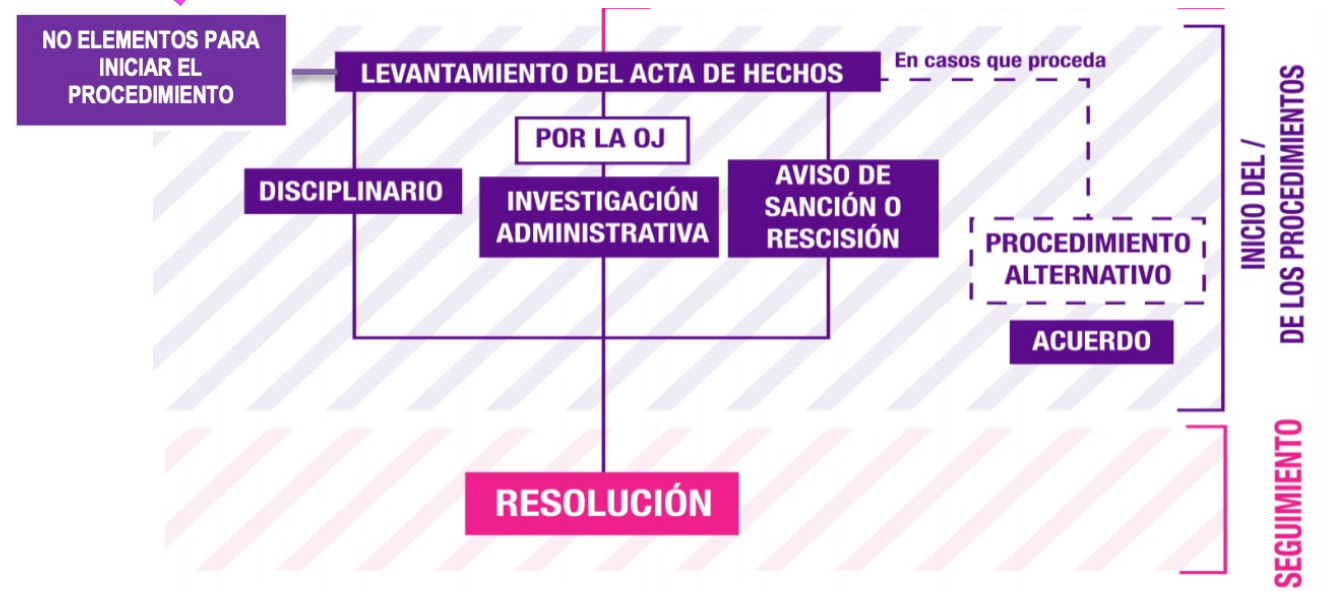 NO ELEMENTOS PARA
INICIAR EL
PROCEDIMIENTO
LEVANTAMIENTO DEL ACTA DE HECHOS
En casos que proceda
POR LA OJ
DISCIPLINARIO
INVESTIGACIÓN
ADMINISTRATIVA
AVISO DE
SANCIÓN O
RESCISIÓN
PROCEDIMIENTO
ALTERNATIVO
ACUERDO
INICIO DEL /
DE LOS PROCEDIMIENTOS
RESOLUCIÓN
SEGUIMIENTO